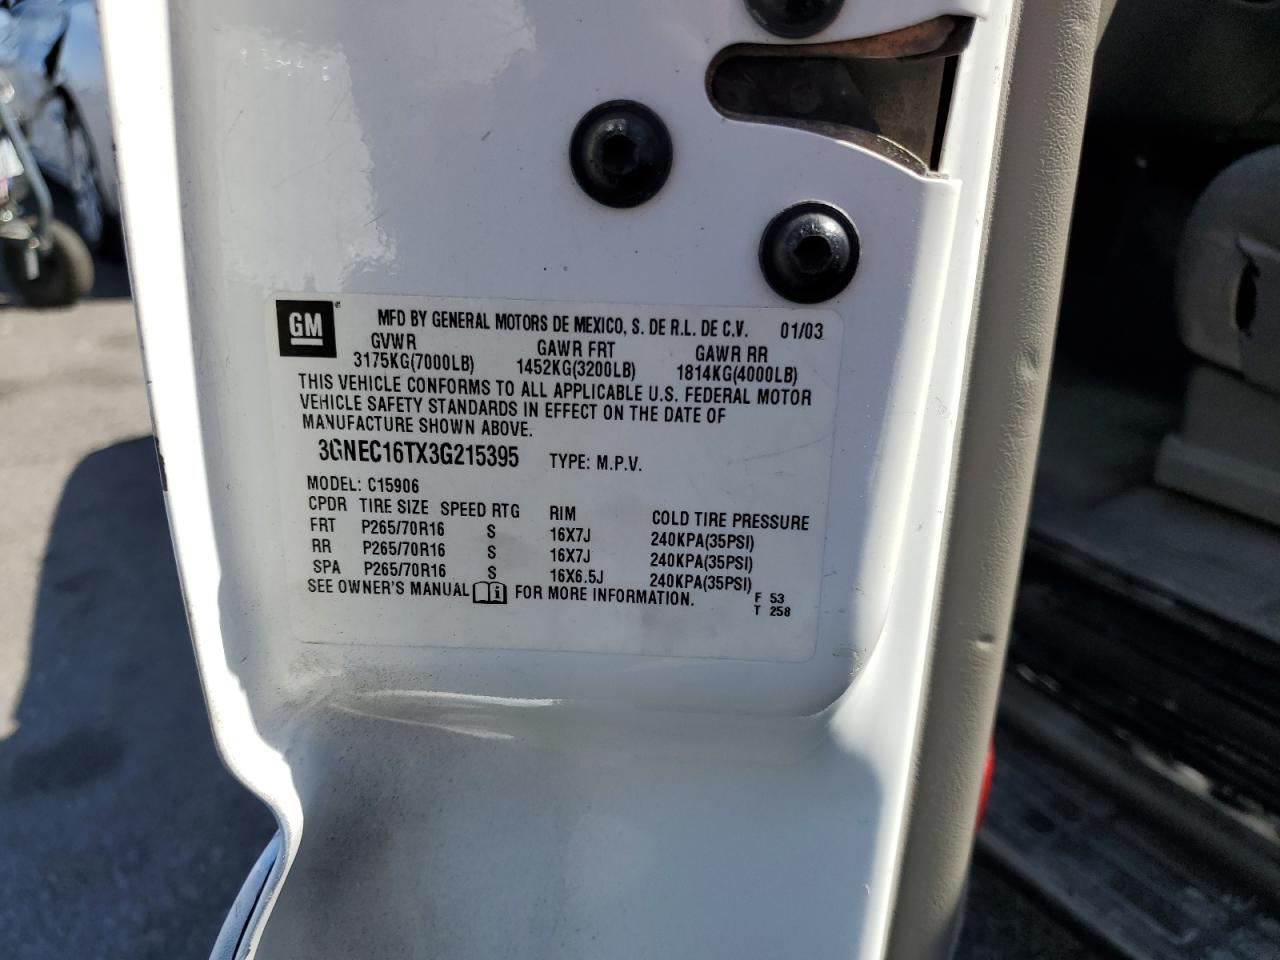 GM
MFD BY GENERAL MOTORS DE MEXICO, S. DE R.L. DE C.V. 01/03
GVWR GAWR FRT GAWR RR
3175KG(7000LB) 1452KG(3200LB) 1814KG(4000LB)
THIS VEHICLE CONFORMS TO ALL APPLICABLE U.S. FEDERAL MOTOR
VEHICLE SAFETY STANDARDS IN EFFECT ON THE DATE OF
MANUFACTURE SHOWN ABOVE.
3GNEC16TX3G215395 TYPE: M.P.V.
MODEL: C15906
CPDR TIRE SIZE SPEED RTG RIM COLD TIRE PRESSURE
FRT P265/70R16 S 16X7J 240KPA(35PSI)
RR P265/70R16 S 16X7J 240KPA(35PSI)
SPA P265/70R16 S 16X6.5J 240KPA(35PSI)
SEE OWNER'S MANUAL i FOR MORE INFORMATION.
F 53
T 258